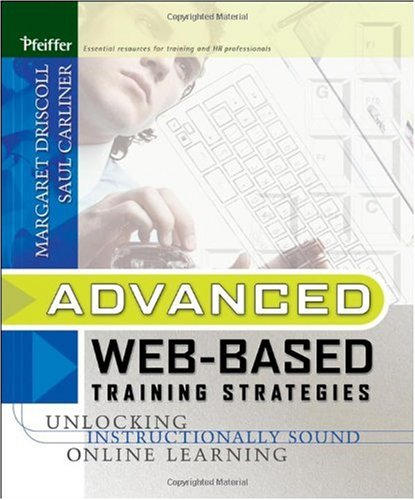 Copyrighted Material
Pfeiffer
Essential resources for training and HR professionals
MARGARET DRISCOLL
SAUL CARLINER
ADVANCED
WEB-BASED
TRAINING STRATEGIES
UNLOCKING
INSTRUCTIONALLY SOUND
ONLINE LEARNING
Copyrighted Material